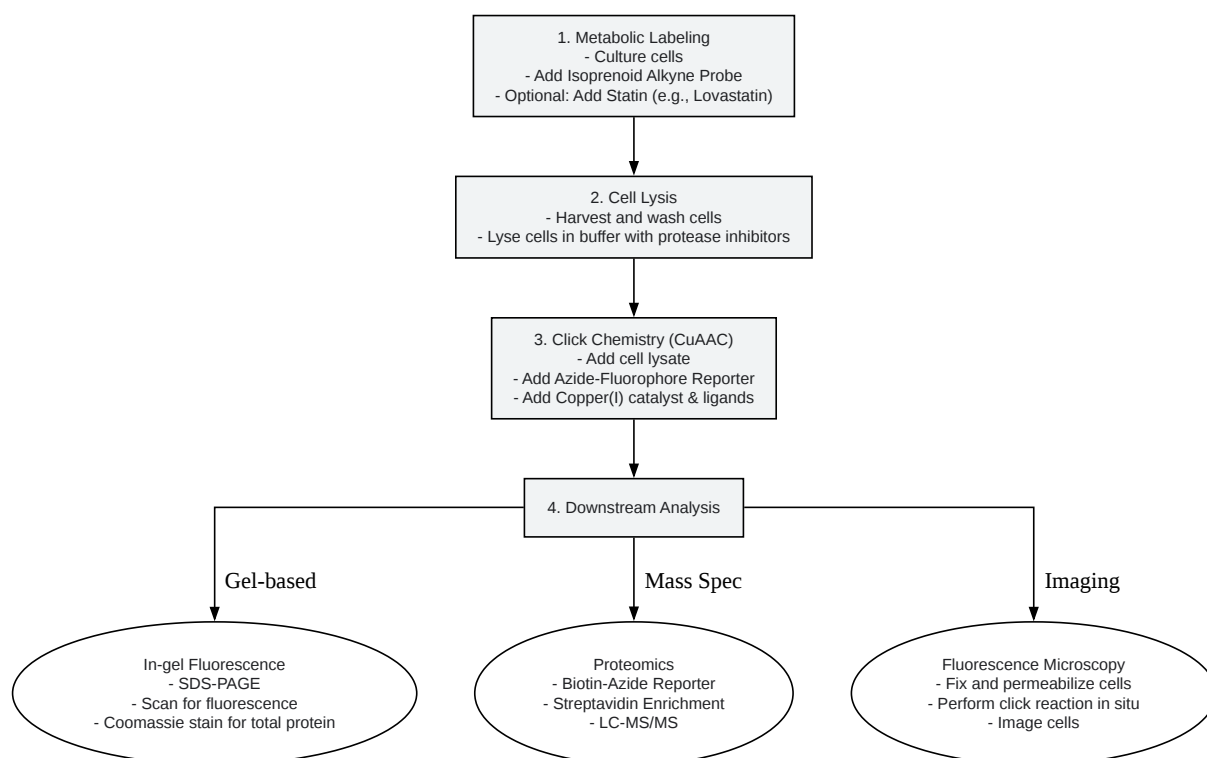 1. Metabolic Labeling
- Culture cells
- Add Isoprenoid Alkyne Probe
- Optional: Add Statin (e.g., Lovastatin)
2. Cell Lysis
- Harvest and wash cells
- Lyse cells in buffer with protease inhibitors
3. Click Chemistry (CuAAC)
- Add cell lysate
- Add Azide-Fluorophore Reporter
- Add Copper(I) catalyst & ligands
4. Downstream Analysis
Gel-based
Mass Spec
Imaging
In-gel Fluorescence
- SDS-PAGE
- Scan for fluorescence
- Coomassie stain for total protein
Proteomics
- Biotin-Azide Reporter
- Streptavidin Enrichment
- LC-MS/MS
Fluorescence Microscopy
- Fix and permeabilize cells
- Perform click reaction in situ
- Image cells